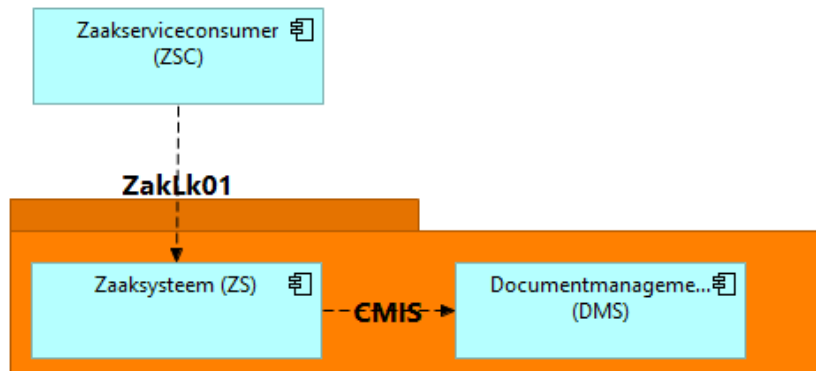 Zaakserviceconsumer
(ZSC)
ZakLk01
Zaaksysteem (ZS)
CMIS
Documentmanageme...
(DMS)